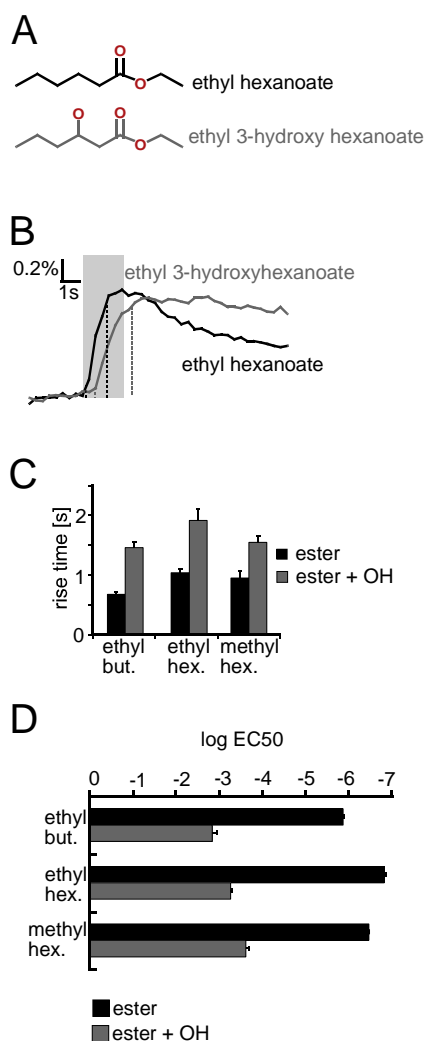 A
O
O
ethyl hexanoate
O
O
O
ethyl 3-hydroxy hexanoate
B
0.2%
1s
ethyl 3-hydroxyhexanoate
ethyl hexanoate
C
rise time [s]
2
1
0
ester
ester + OH
ethyl but.
ethyl hex.
methyl hex.
D
log EC50
0 -1 -2 -3 -4 -5 -6 -7
ethyl but.
ethyl hex.
methyl hex.
ester
ester + OH